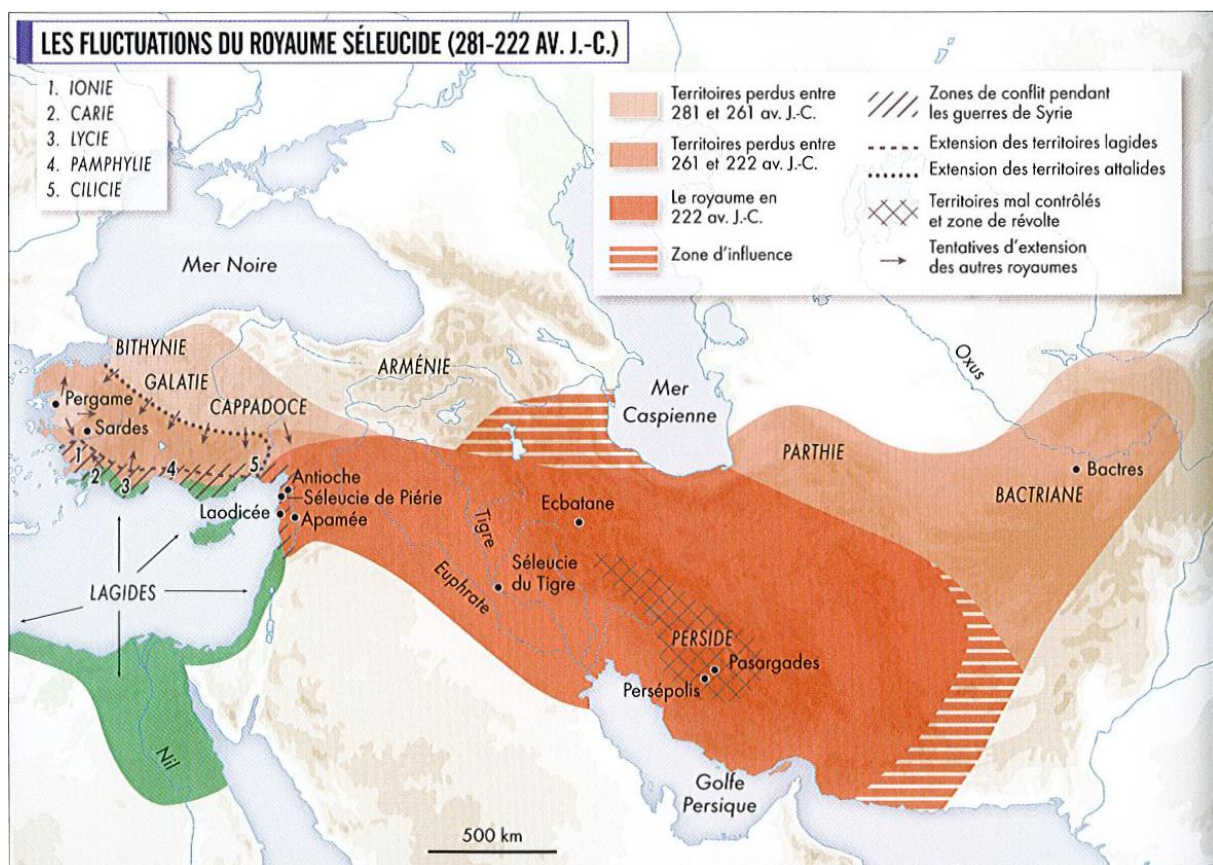 LES FLUCTUATIONS DU ROYAUME SÉLEUCIDE (281-222 AV. J.-C.)
1. IONIE
2. CARIE
3. LYCIE
4. PAMPHYLIE
5. CILICIE
Territoires perdus entre
281 et 261 av. J.-C.
Territoires perdus entre
261 et 222 av. J.-C.
Le royaume en
222 av. J.-C.
Zone d'influence
Zones de conflit pendant
les guerres de Syrie
Extension des territoires lagides
Extension des territoires attalides
Territoires mal contrôlés
et zone de révolte
Tentatives d'extension
des autres royaumes
Mer Noire
BITHYNIE
GALATIE
CAPPADOCE
ARMÉNIE
Mer
Caspienne
Oxus
PARTHIE
BACTRIANE
Bactres
Pergame
Sardes
1
2
3
4
5
Antioche
Séleucie de Piérie
Laodicée
Apamée
Ecbatane
Tigre
Séleucie
du Tigre
Euphrate
PERSIDE
Pasargades
Persépolis
LAGIDES
Nil
Golfe
Persique
500 km